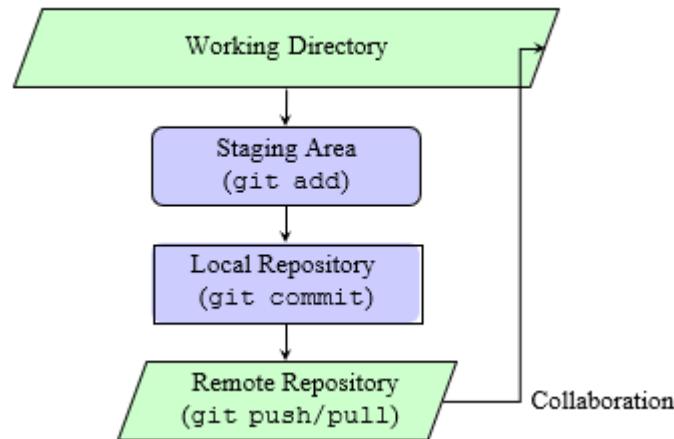 Working Directory
Staging Area
(git add)
Local Repository
(git commit)
Remote Repository
(git push/pull)
Collaboration